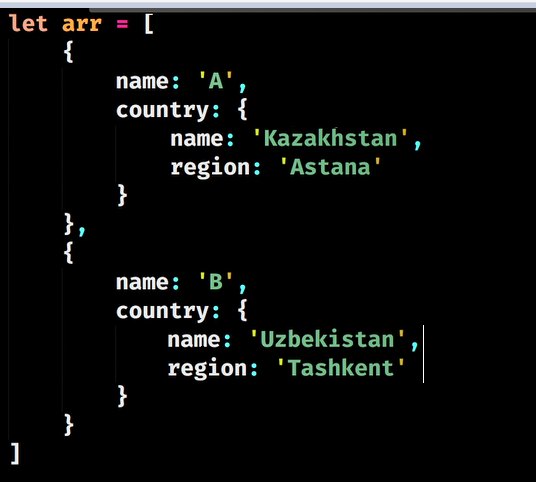 let arr = [
{
name: 'A',
country: {
name: 'Kazakhstan',
region: 'Astana'
}
},
{
name: 'B',
country: {
name: 'Uzbekistan',
region: 'Tashkent'
}
}
]